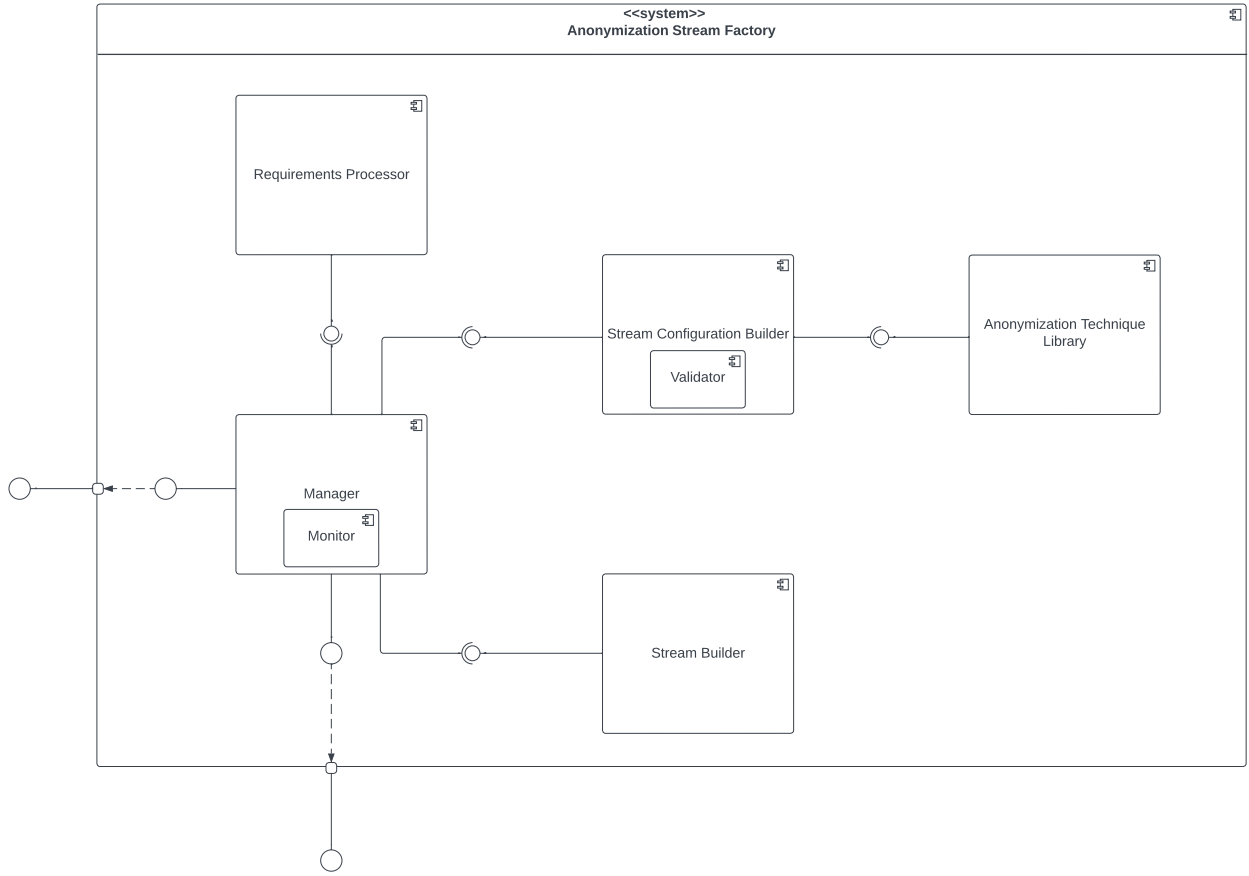 <<system>>
Anonymization Stream Factory
Requirements Processor
Stream Configuration Builder
Validator
Anonymization Technique
Library
Manager
Monitor
Stream Builder